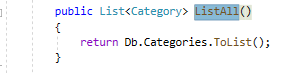 public List<Category> ListAll()
{
return Db.Categories.ToList();
}